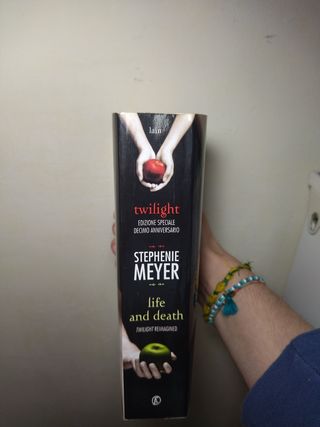 lain
twilight
EDIZIONE SPECIALE
DECIMO ANNIVERSARIO
STEPHENIE
MEYER
life
and death
TWILIGHT REIMAGINED